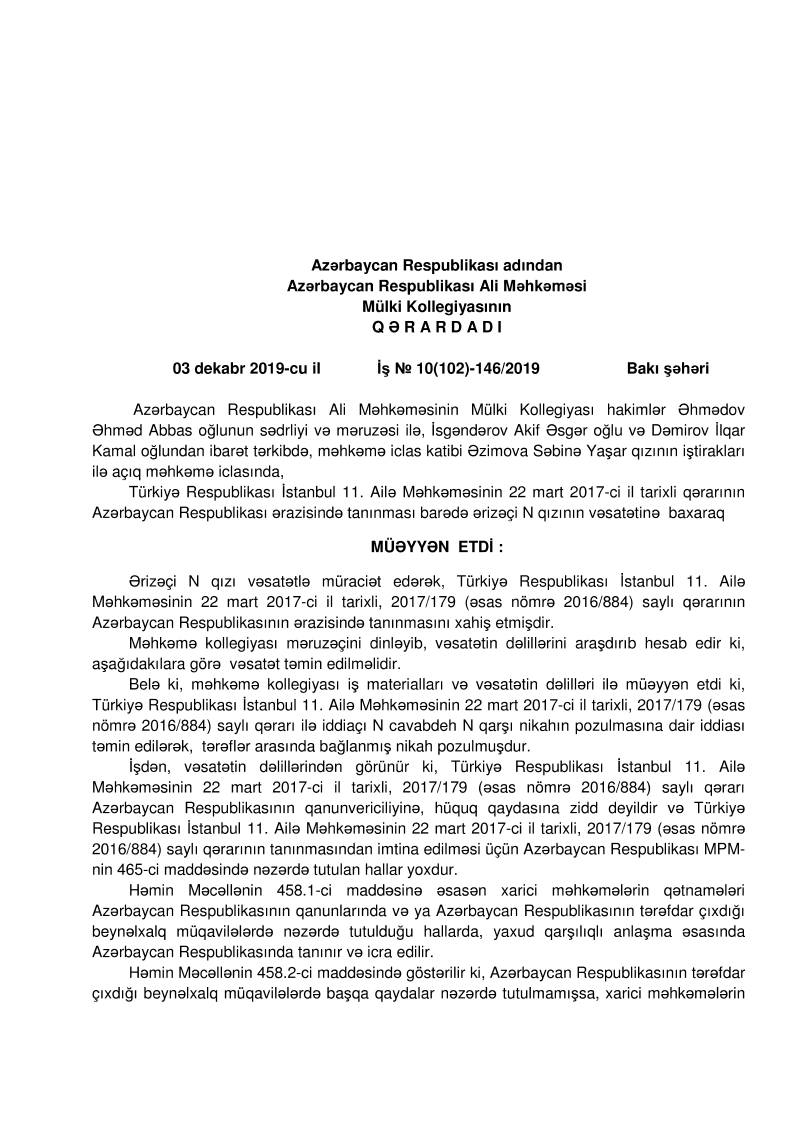 Azərbaycan Respublikası adından
Azərbaycan Respublikası Ali Məhkəməsi
Mülki Kollegiyasının
Q Ə R A R D A D I
03 dekabr 2019-cu il İş № 10(102)-146/2019 Bakı şəhəri
Azərbaycan Respublikası Ali Məhkəməsinin Mülki Kollegiyası hakimlər Əhmədov
Əhməd Abbas oğlunun sədrliyi və məruzəsi ilə, İsgəndərov Akif Əsgər oğlu və Dəmirov İlqar
Kamal oğlundan ibarət tərkibdə, məhkəmə iclas katibi Əzimova Səbinə Yaşar qızının iştirakları
ilə açıq məhkəmə iclasında,
Türkiyə Respublikası İstanbul 11. Ailə Məhkəməsinin 22 mart 2017-ci il tarixli qərarının
Azərbaycan Respublikası ərazisində tanınması barədə ərizəçi N qızının vəsatətinə baxaraq
MÜƏYYƏN ETDİ :
Ərizəçi N qızı vəsatətlə müraciət edərək, Türkiyə Respublikası İstanbul 11. Ailə
Məhkəməsinin 22 mart 2017-ci il tarixli, 2017/179 (əsas nömrə 2016/884) saylı qərarının
Azərbaycan Respublikasının ərazisində tanınmasını xahiş etmişdir.
Məhkəmə kollegiyası məruzəçini dinləyib, vəsatətin dəlillərini araşdırıb hesab edir ki,
aşağıdakılara görə vəsatət təmin edilməlidir.
Belə ki, məhkəmə kollegiyası iş materialları və vəsatətin dəlilləri ilə müəyyən etdi ki,
Türkiyə Respublikası İstanbul 11. Ailə Məhkəməsinin 22 mart 2017-ci il tarixli, 2017/179 (əsas
nömrə 2016/884) saylı qərarı ilə iddiaçı N cavabdeh N qarşı nikahın pozulmasına dair iddiası
təmin edilərək, tərəflər arasında bağlanmış nikah pozulmuşdur.
İşdən, vəsatətin dəlillərindən görünür ki, Türkiyə Respublikası İstanbul 11. Ailə
Məhkəməsinin 22 mart 2017-ci il tarixli, 2017/179 (əsas nömrə 2016/884) saylı qərarı
Azərbaycan Respublikasının qanunvericiliyinə, hüquq qaydasına zidd deyildir və Türkiyə
Respublikası İstanbul 11. Ailə Məhkəməsinin 22 mart 2017-ci il tarixli, 2017/179 (əsas nömrə
2016/884) saylı qərarının tanınmasından imtina edilməsi üçün Azərbaycan Respublikası MPM-
nin 465-ci maddəsində nəzərdə tutulan hallar yoxdur.
Həmin Məcəllənin 458.1-ci maddəsinə əsasən xarici məhkəmələrin qətnamələri
Azərbaycan Respublikasının qanunlarında və ya Azərbaycan Respublikasının tərəfdar çıxdığı
beynəlxalq müqavilələrdə nəzərdə tutulduğu hallarda, yaxud qarşılıqlı anlaşma əsasında
Azərbaycan Respublikasında tanınır və icra edilir.
Həmin Məcəllənin 458.2-ci maddəsində göstərilir ki, Azərbaycan Respublikasının tərəfdar
çıxdığı beynəlxalq müqavilələrdə başqa qaydalar nəzərdə tutulmamışsa, xarici məhkəmələrin